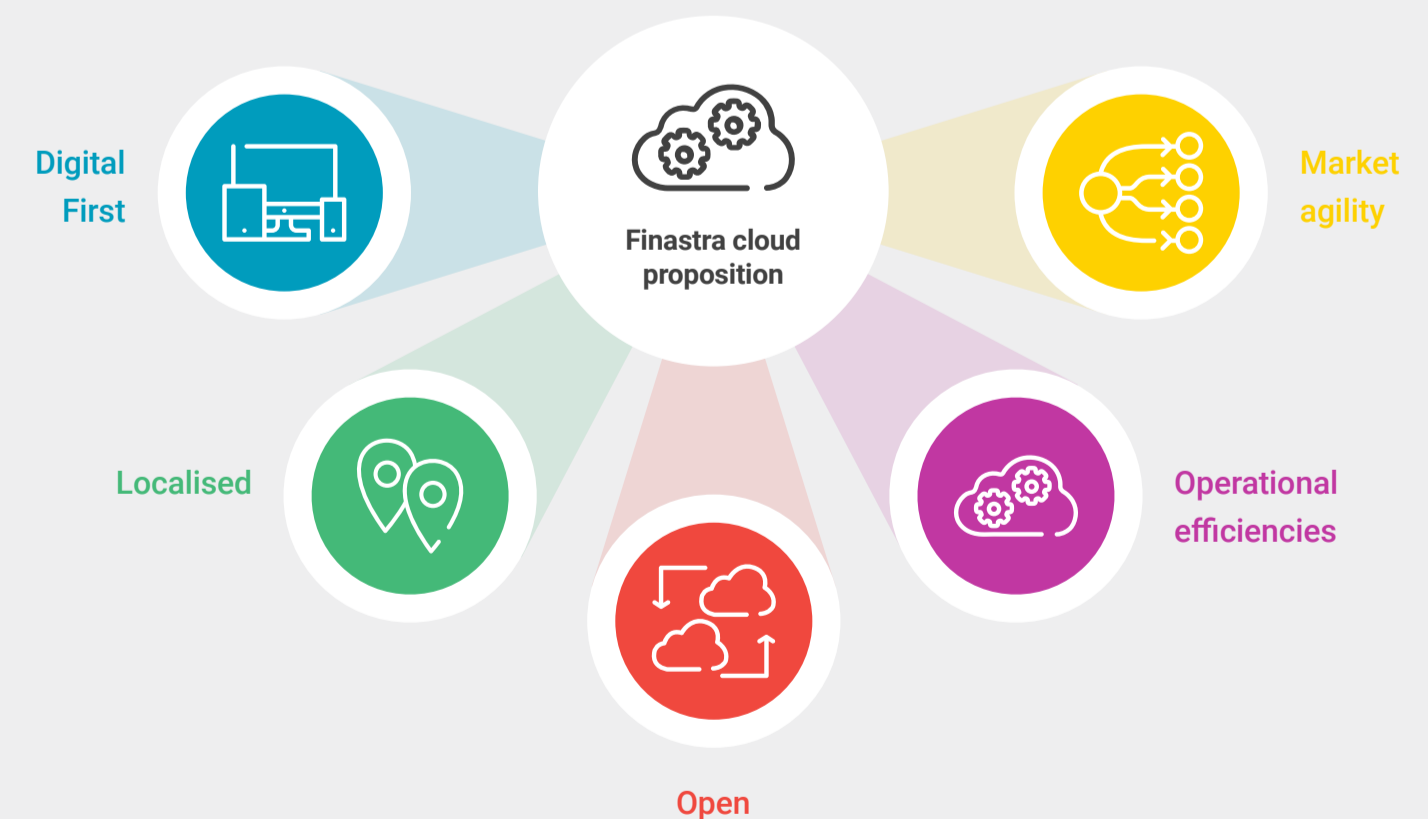 Finastra cloud
proposition
Digital
First
Market
agility
Localised
Operational
efficiencies
Open